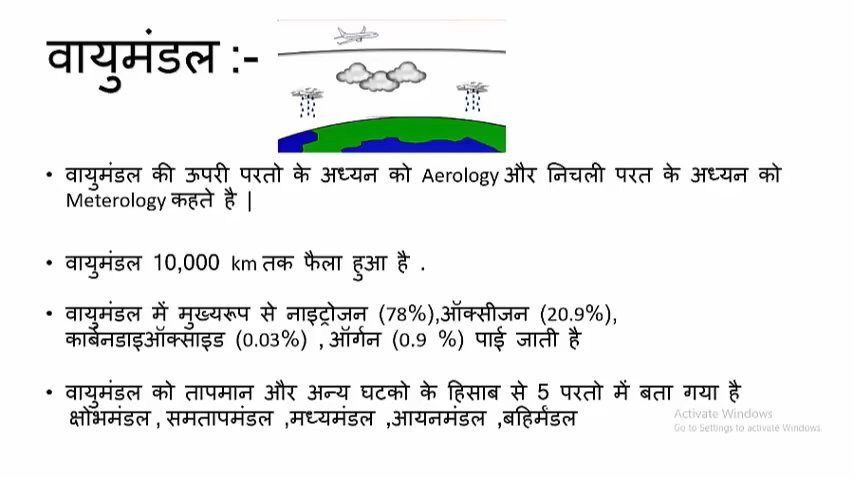 वायुमंडल :-
• वायुमंडल की ऊपरी परतो के अध्यन को Aerology और निचली परत के अध्यन को
Meterology कहते है |
• वायुमंडल 10,000 km तक फैला हुआ है .
• वायुमंडल में मुख्यरूप से नाइट्रोजन (78%),ऑक्सीजन (20.9%),
कार्बनडाइऑक्साइड (0.03%) , ऑर्गन (0.9 %) पाई जाती है
• वायुमंडल को तापमान और अन्य घटको के हिसाब से 5 परतो में बता गया है
क्षोभमंडल , समतापमंडल ,मध्यमंडल ,आयनमंडल ,बहिर्मंडल
Activate Windows
Go to Settings to activate Windows.